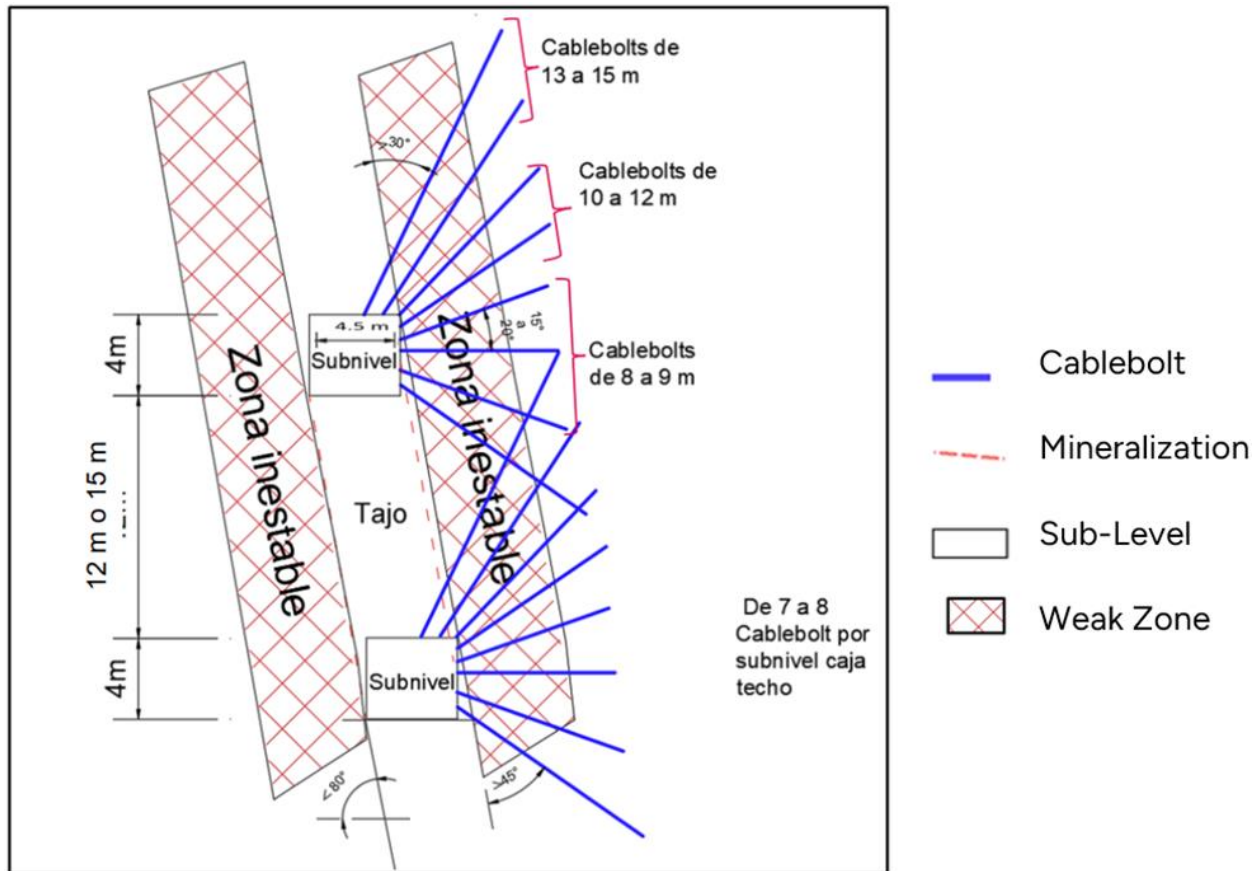 Cablebolts de
13 a 15 m
>30°
Cablebolts de
10 a 12 m
15°
a
20°
4.5 m
Subnivel
4m
Cablebolts
de 8 a 9 m
Zona inestable
Zona inestable
12 m o 15 m
Tajo
Subnivel
4m
De 7 a 8
Cablebolt por
subnivel caja
techo
>45°
Cablebolt
Mineralization
Sub-Level
Weak Zone